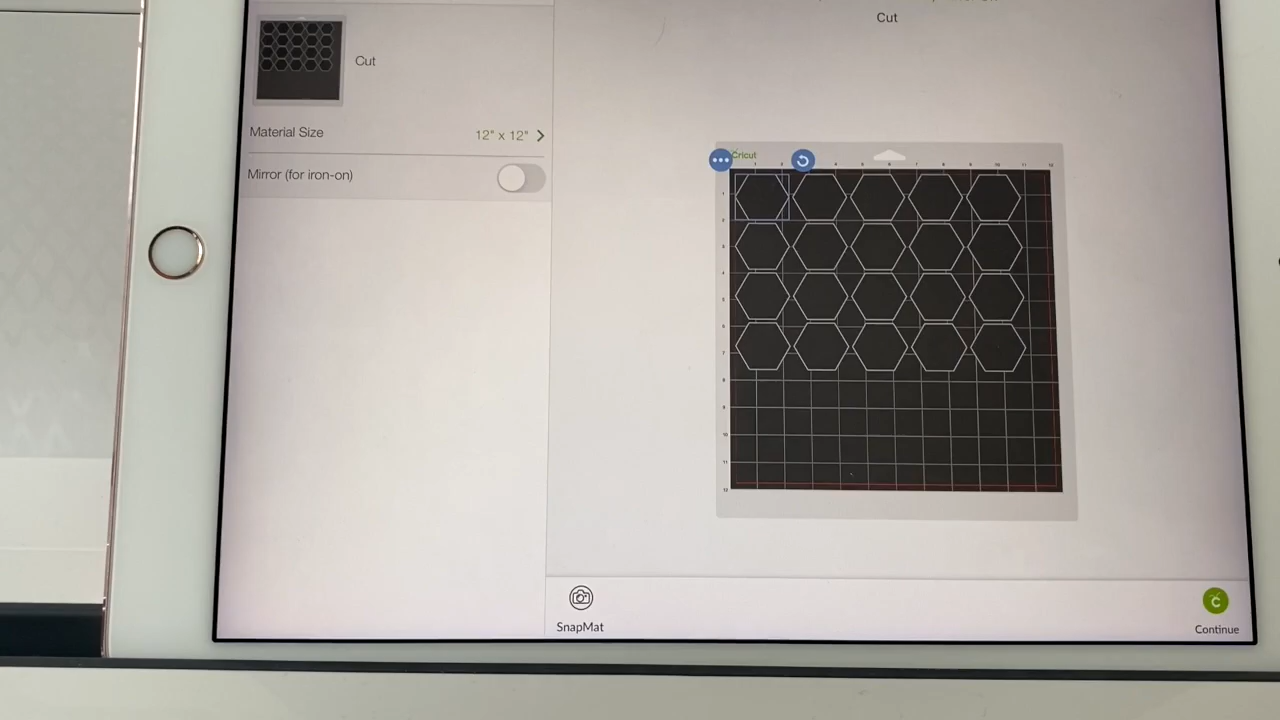 Cut
Cut
Material Size
12" x 12"
Mirror (for iron-on)
Cricut
SnapMat
Continue